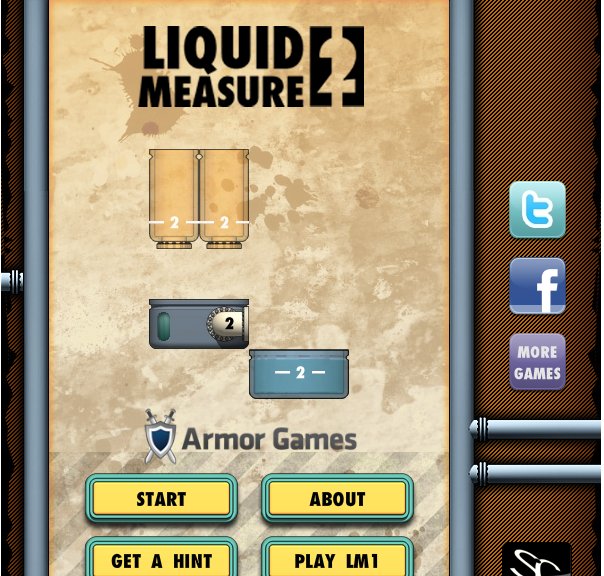 LIQUID
MEASURE 2
2 2
2
2
Armor Games
START
ABOUT
GET A HINT
PLAY LM1
t
f
MORE
GAMES